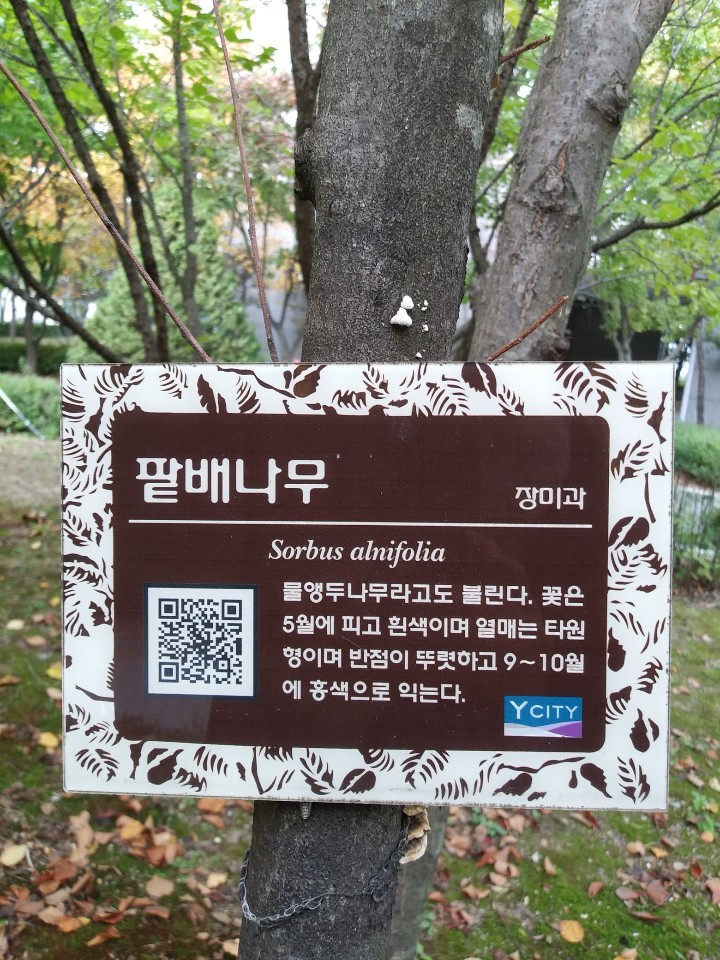 팥배나무
장미과
Sorbus alnifolia
물앵두나무라고도 불린다. 꽃은
5월에 피고 흰색이며 열매는 타원
형이며 반점이 뚜렷하고 9~10월
에 홍색으로 익는다.
Y CITY